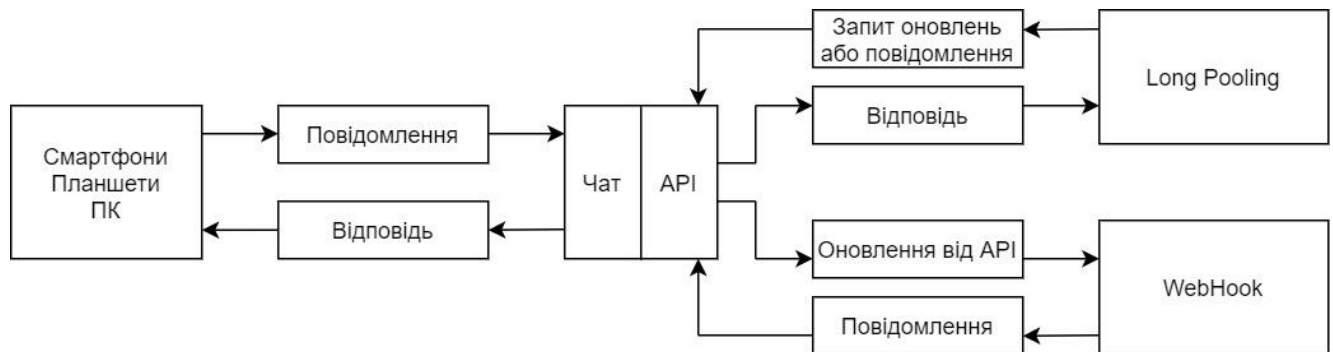 Запит оновлень
або повідомлення
Long Pooling
Відповідь
Повідомлення
Смартфони
Планшети
ПК
Чат
API
Відповідь
Оновлення від API
WebHook
Повідомлення